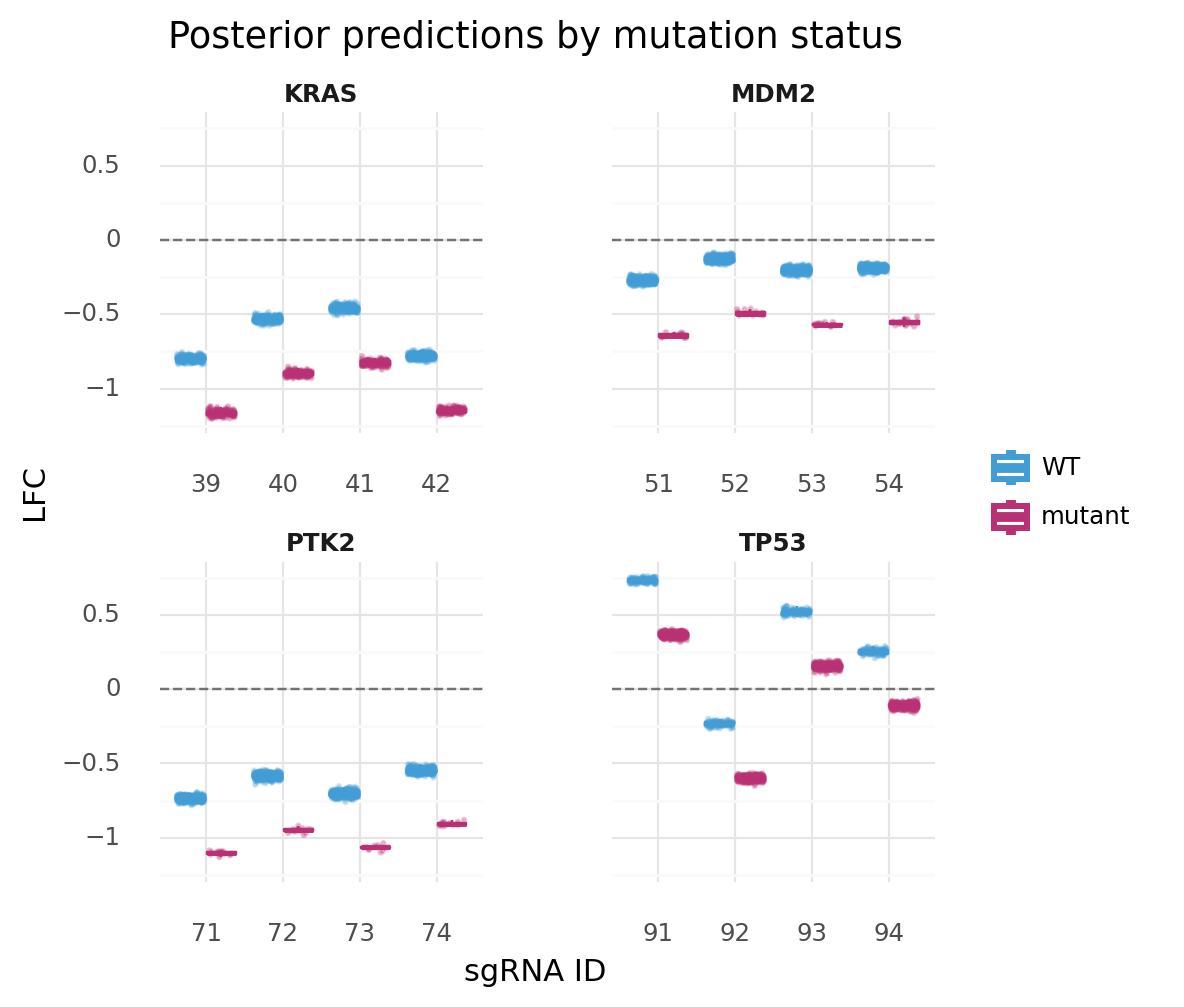 Posterior predictions by mutation status
KRAS
MDM2
0.5
0
−0.5
−1
39 40 41 42
51 52 53 54
LFC
WT
mutant
PTK2
TP53
0.5
0
−0.5
−1
71 72 73 74
91 92 93 94
sgRNA ID